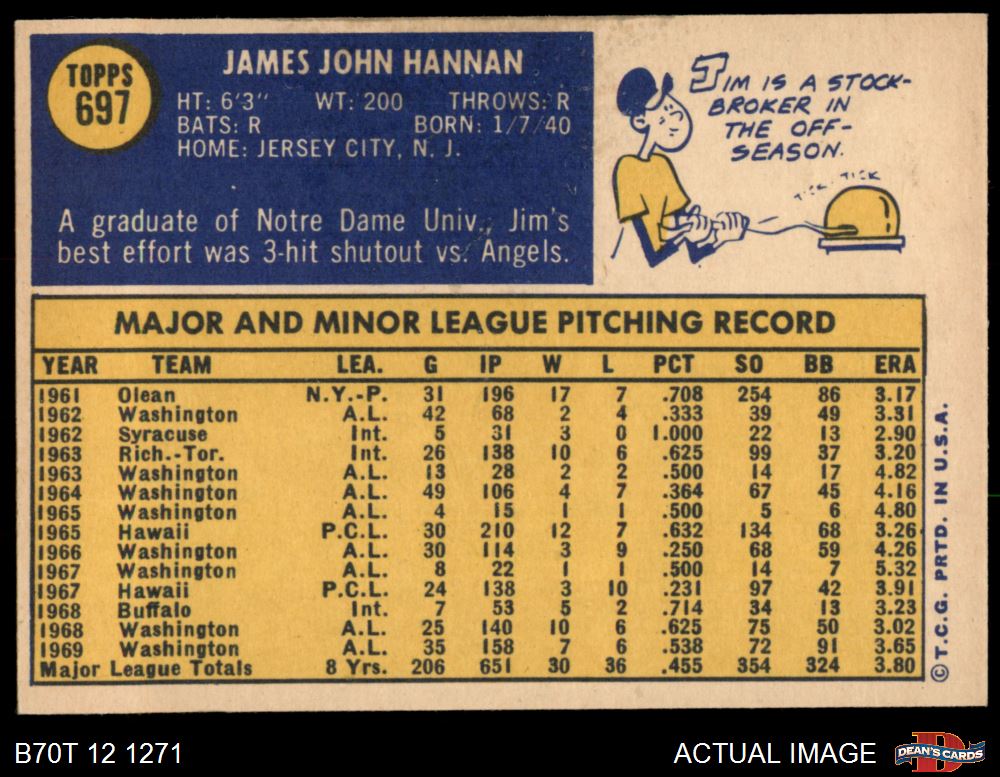 TOPPS
697
JAMES JOHN HANNAN
HT: 6'3" WT: 200 THROWS: R
BATS: R BORN: 1/7/40
HOME: JERSEY CITY, N. J.
A graduate of Notre Dame Univ., Jim's
best effort was 3-hit shutout vs. Angels.
JIM IS A STOCK-
BROKER IN
THE OFF-
SEASON.
TICK TICK
MAJOR AND MINOR LEAGUE PITCHING RECORD
YEAR TEAM LEA. G IP W L PCT SO BB ERA
1961 Olean N.Y.-P. 31 196 17 7 .708 254 86 3.17
1962 Washington A.L. 42 68 2 4 .333 39 49 3.31
1962 Syracuse Int. 5 31 3 0 1.000 22 13 2.90
1963 Rich.-Tor. Int. 26 138 10 6 .625 99 37 3.20
1963 Washington A.L. 13 28 2 2 .500 14 17 4.82
1964 Washington A.L. 49 106 4 7 .364 67 45 4.16
1965 Washington A.L. 4 15 1 1 .500 5 6 4.80
1965 Hawaii P.C.L. 30 210 12 7 .632 134 68 3.26
1966 Washington A.L. 30 114 3 9 .250 68 59 4.26
1967 Washington A.L. 8 22 1 1 .500 14 7 5.32
1967 Hawaii P.C.L. 24 138 3 10 .231 97 42 3.91
1968 Buffalo Int. 7 53 5 2 .714 34 13 3.23
1968 Washington A.L. 25 140 10 6 .625 75 50 3.02
1969 Washington A.L. 35 158 7 6 .538 72 91 3.65
Major League Totals 8 Yrs. 206 651 30 36 .455 354 324 3.80
© T.C.G. PRTD. IN U.S.A.
B70T 12 1271
ACTUAL IMAGE
DEAN'S CARDS